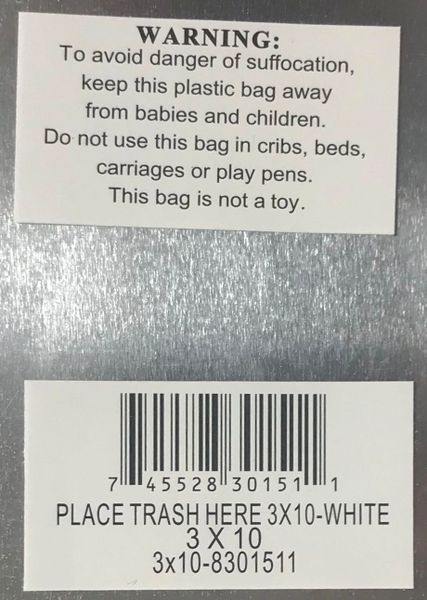 WARNING:
To avoid danger of suffocation,
keep this plastic bag away
from babies and children.
Do not use this bag in cribs, beds,
carriages or play pens.
This bag is not a toy.
7 45528 30151 1
PLACE TRASH HERE 3X10-WHITE
3 X 10
3x10-8301511